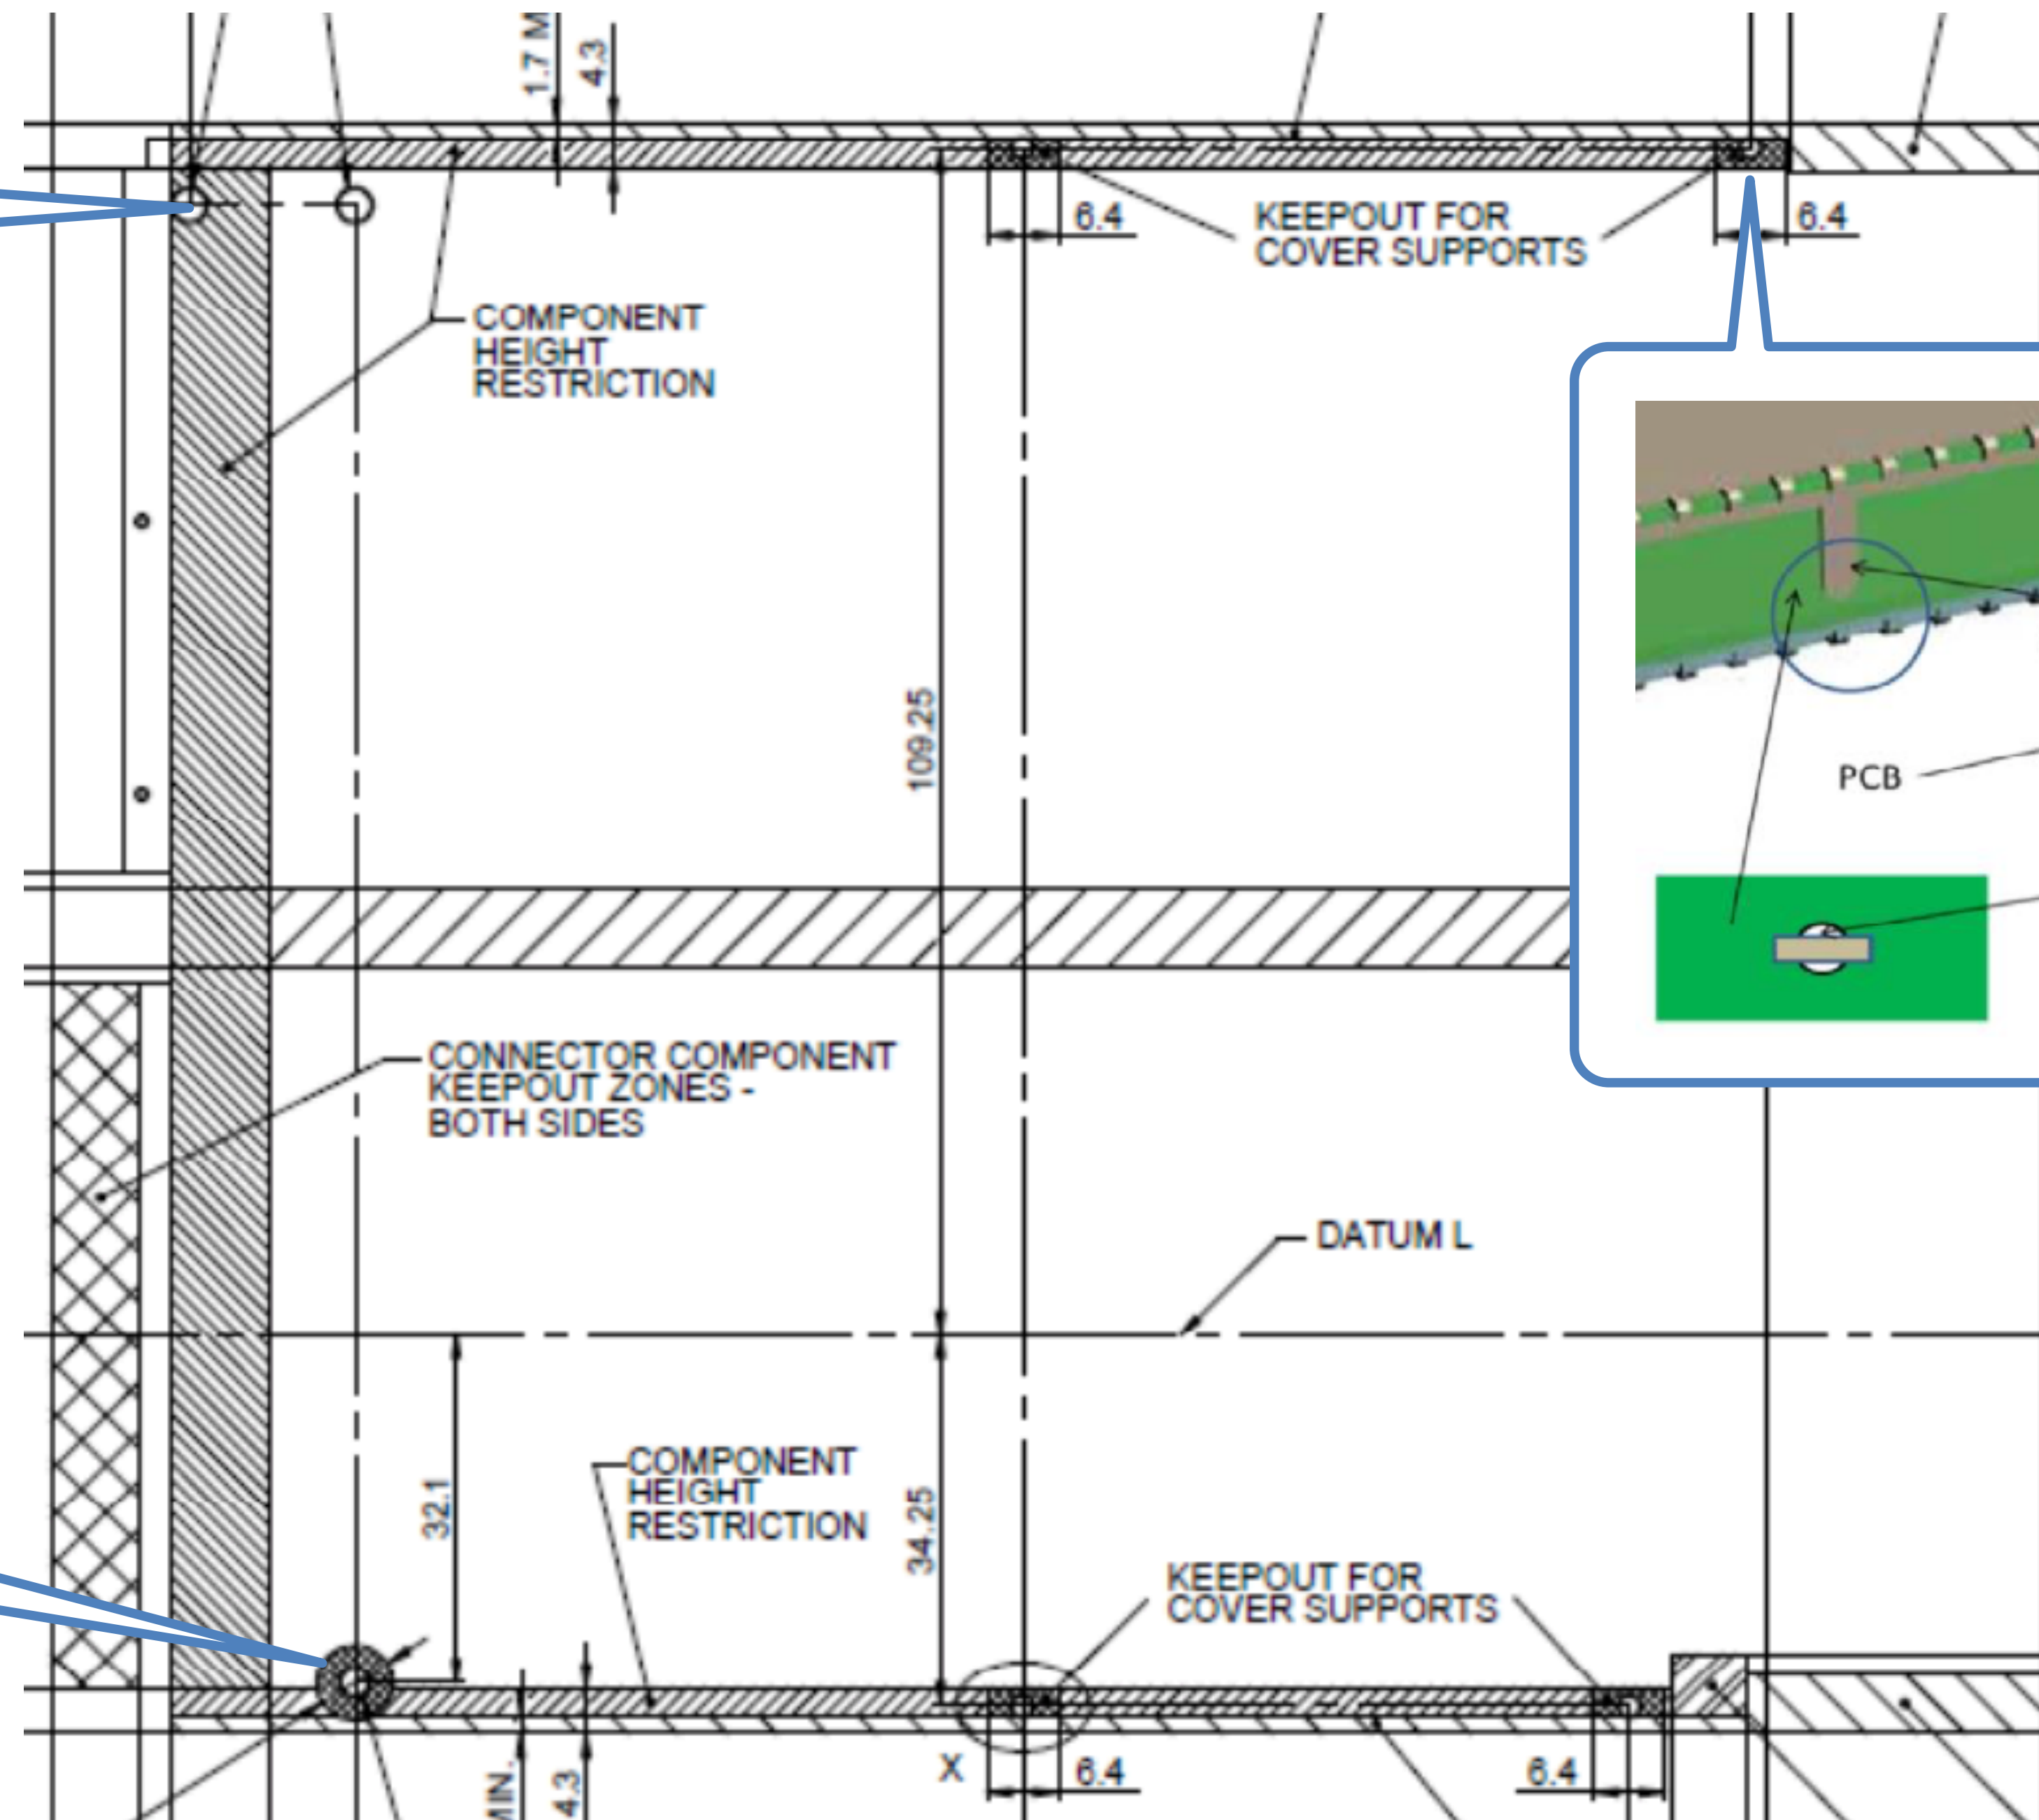 1.7 M
4.3
6.4
KEEPOUT FOR
COVER SUPPORTS
6.4
COMPONENT
HEIGHT
RESTRICTION
109.25
PCB
CONNECTOR COMPONENT
KEEPOUT ZONES -
BOTH SIDES
DATUM L
32.1
COMPONENT
HEIGHT
RESTRICTION
34.25
KEEPOUT FOR
COVER SUPPORTS
X
6.4
6.4
MIN.
4.3